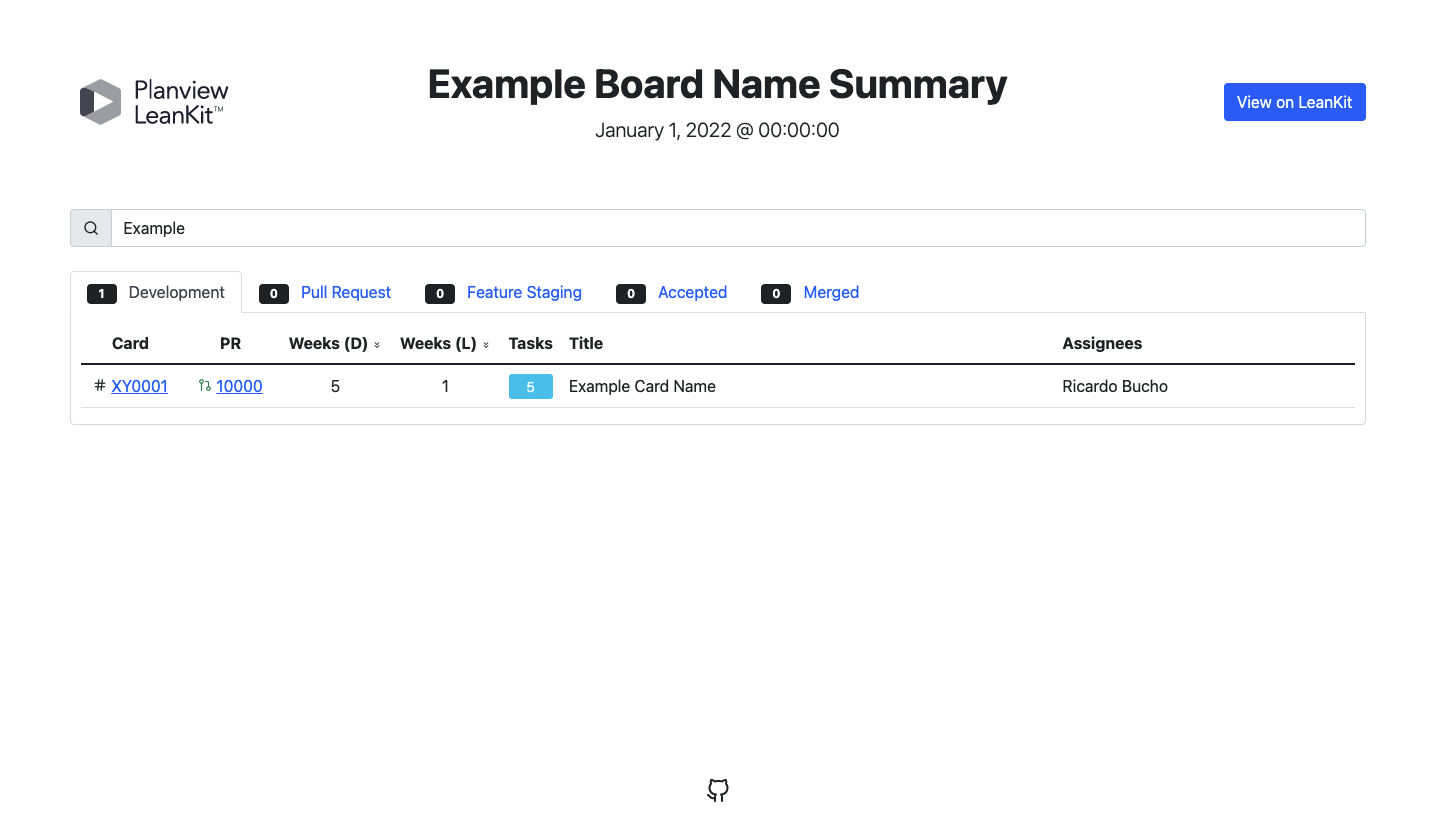 Planview
LeanKit™
Example Board Name Summary
January 1, 2022 @ 00:00:00
View on LeanKit
Example
1 Development 0 Pull Request 0 Feature Staging 0 Accepted 0 Merged
Card PR Weeks (D) Weeks (L) Tasks Title Assignees
# XY0001 10000 5 1 5 Example Card Name Ricardo Bucho